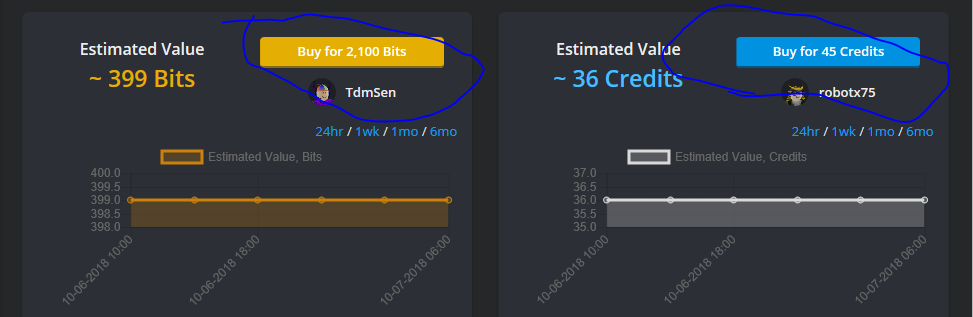 Estimated Value
~ 399 Bits
Buy for 2,100 Bits
TdmSen
24hr / 1wk / 1mo / 6mo
Estimated Value, Bits
400.0
399.5
399.0
398.5
398.0
10-06-2018 10:00
10-06-2018 18:00
10-07-2018 06:00
Estimated Value
~ 36 Credits
Buy for 45 Credits
robotx75
24hr / 1wk / 1mo / 6mo
Estimated Value, Credits
37.0
36.5
36.0
35.5
35.0
10-06-2018 10:00
10-06-2018 18:00
10-07-2018 06:00